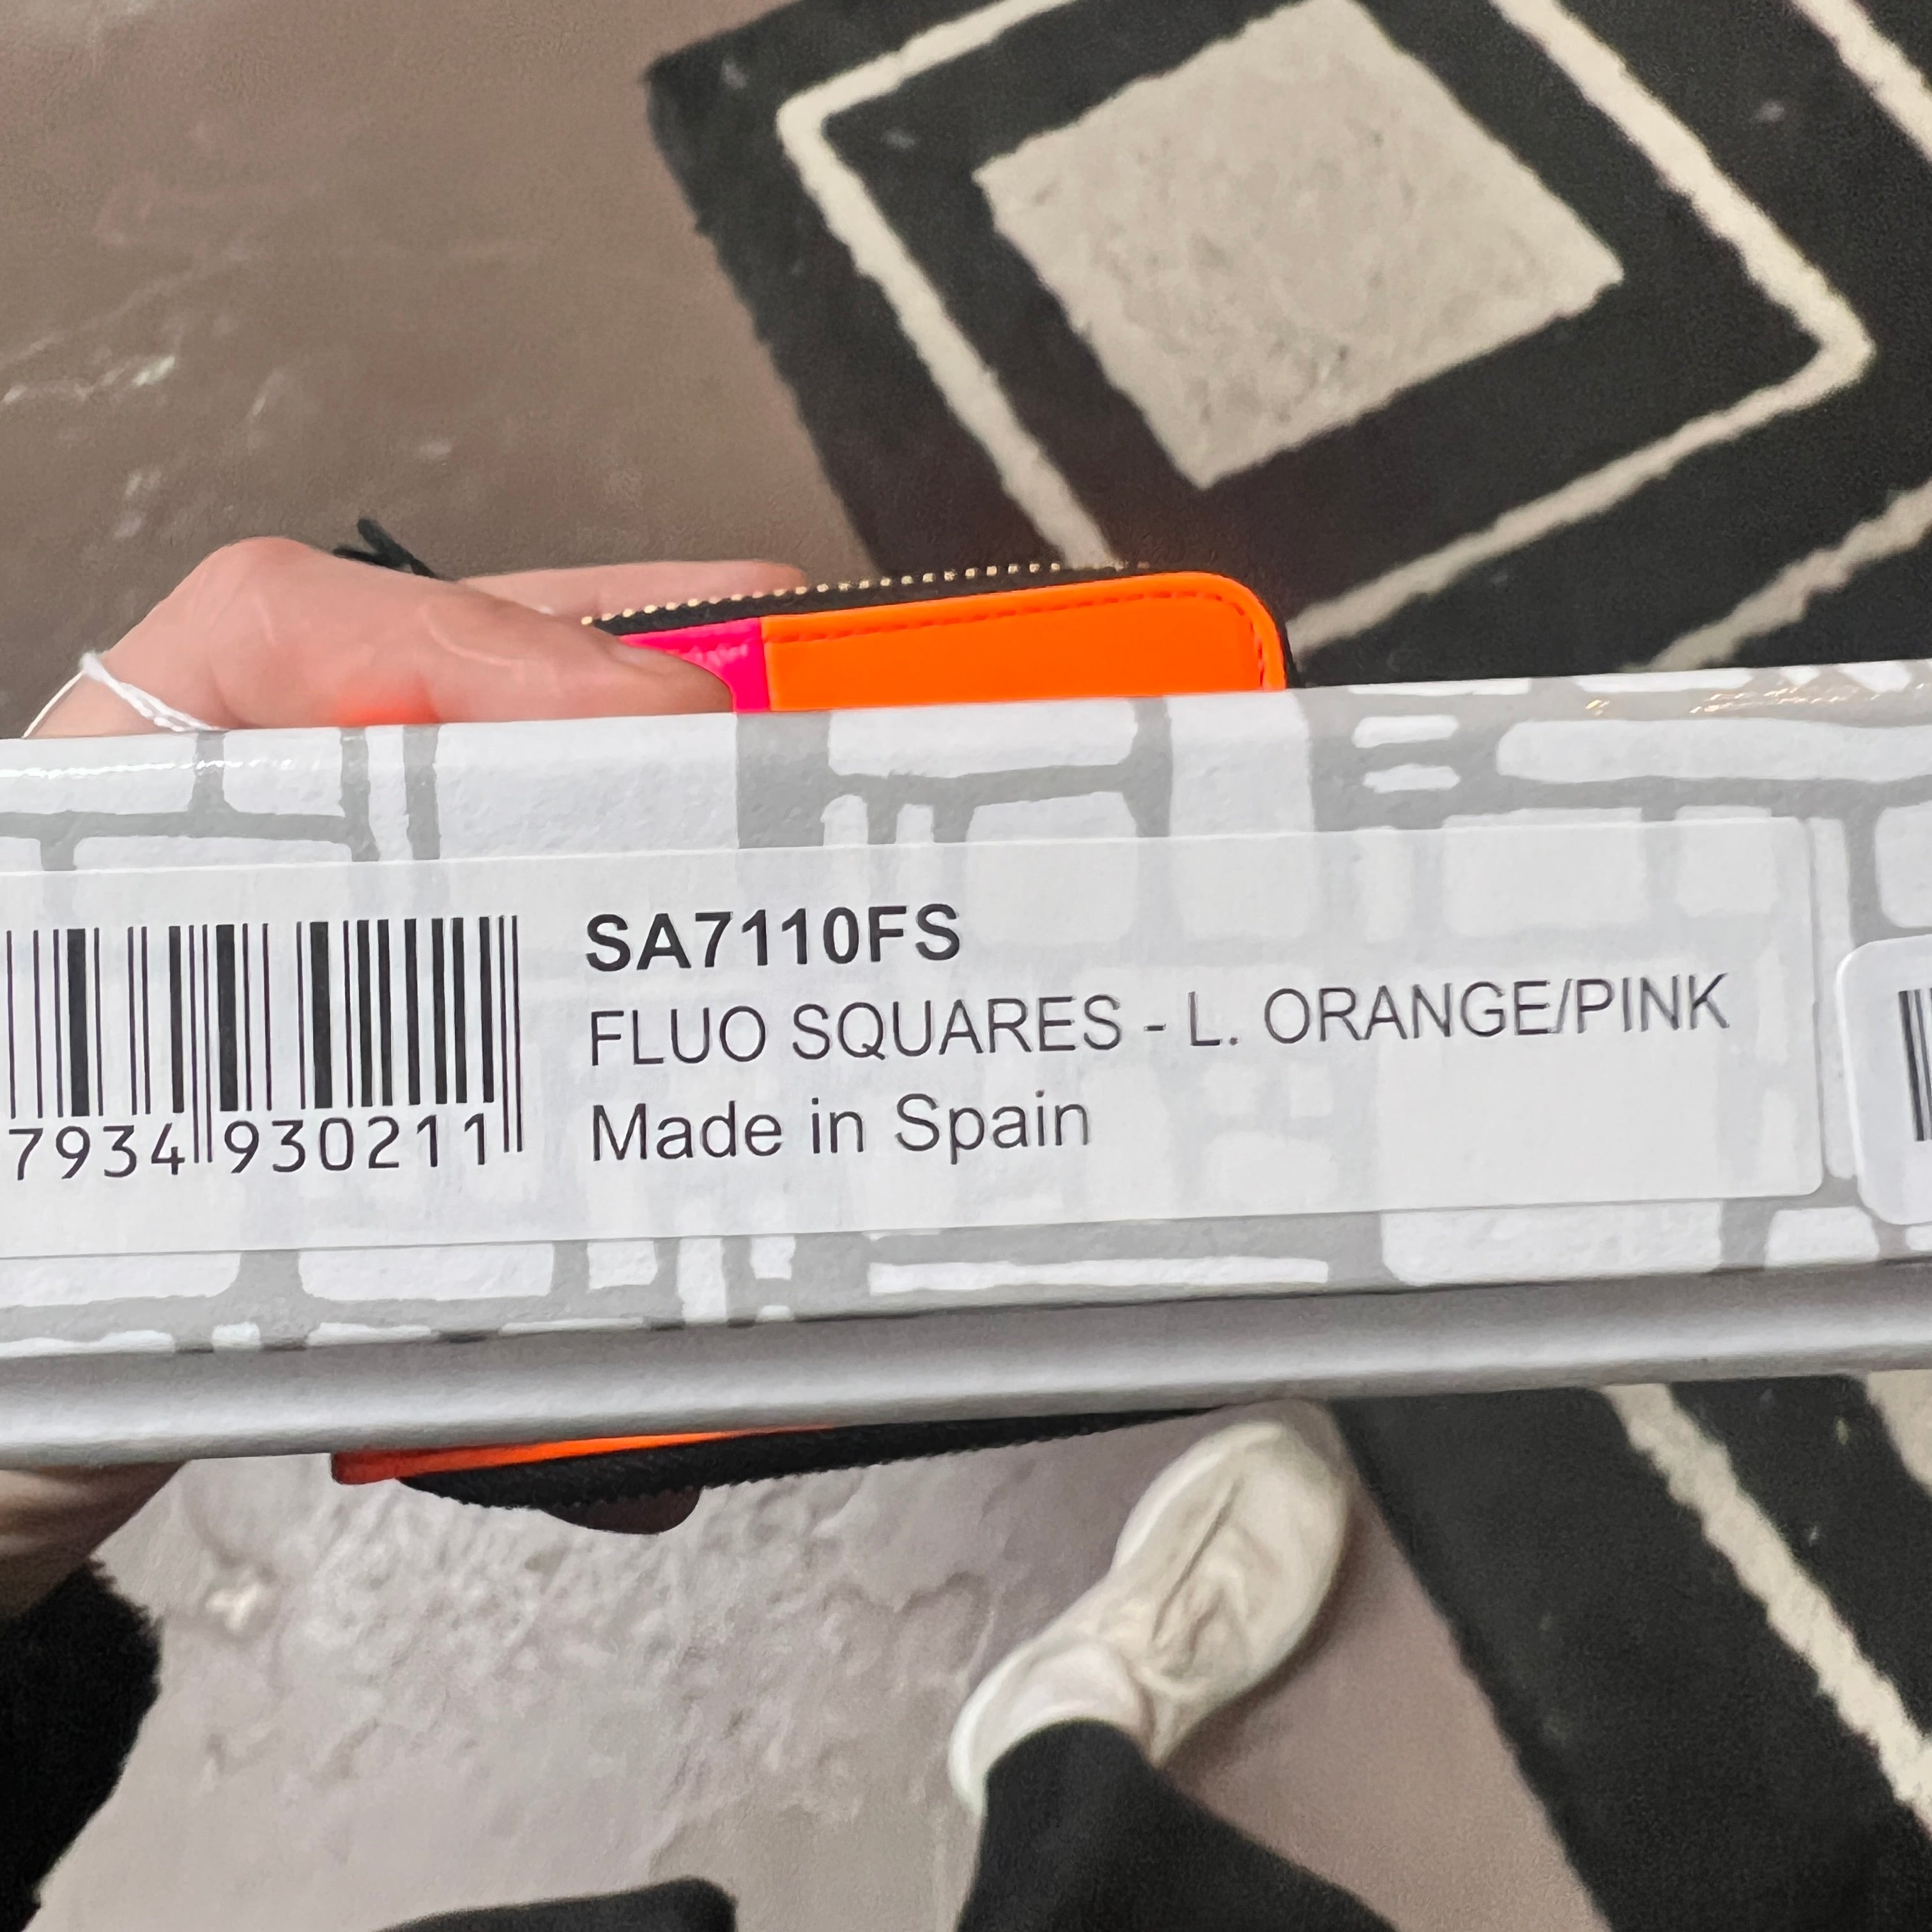 SA7110FS
FLUO SQUARES - L. ORANGE/PINK
Made in Spain
7934 930211